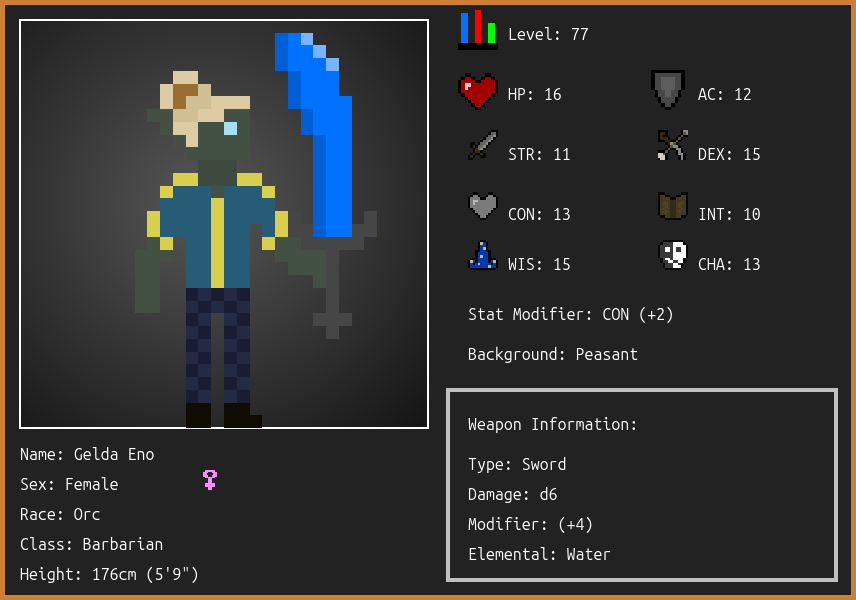 Level: 77
HP: 16
AC: 12
STR: 11
DEX: 15
CON: 13
INT: 10
WIS: 15
CHA: 13
Stat Modifier: CON (+2)
Background: Peasant
Weapon Information:
Type: Sword
Damage: d6
Modifier: (+4)
Elemental: Water
Name: Gelda Eno
Sex: Female
Race: Orc
Class: Barbarian
Height: 176cm (5'9")